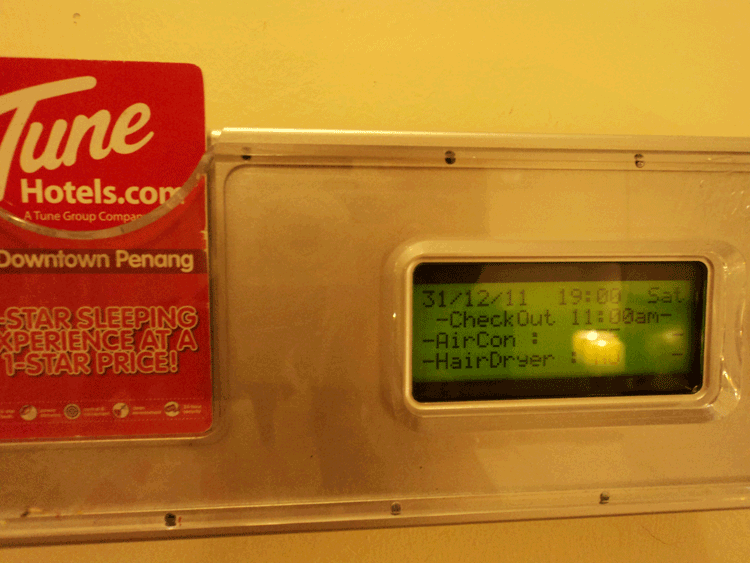 Tune
Hotels.com
A Tune Group Compan
Downtown Penang
-STAR SLEEPING
XPERIENCE AT A
1-STAR PRICE!
31/12/11 19:00 Sat
-CheckOut 11:00am-
-AirCon : -
-HairDryer : -